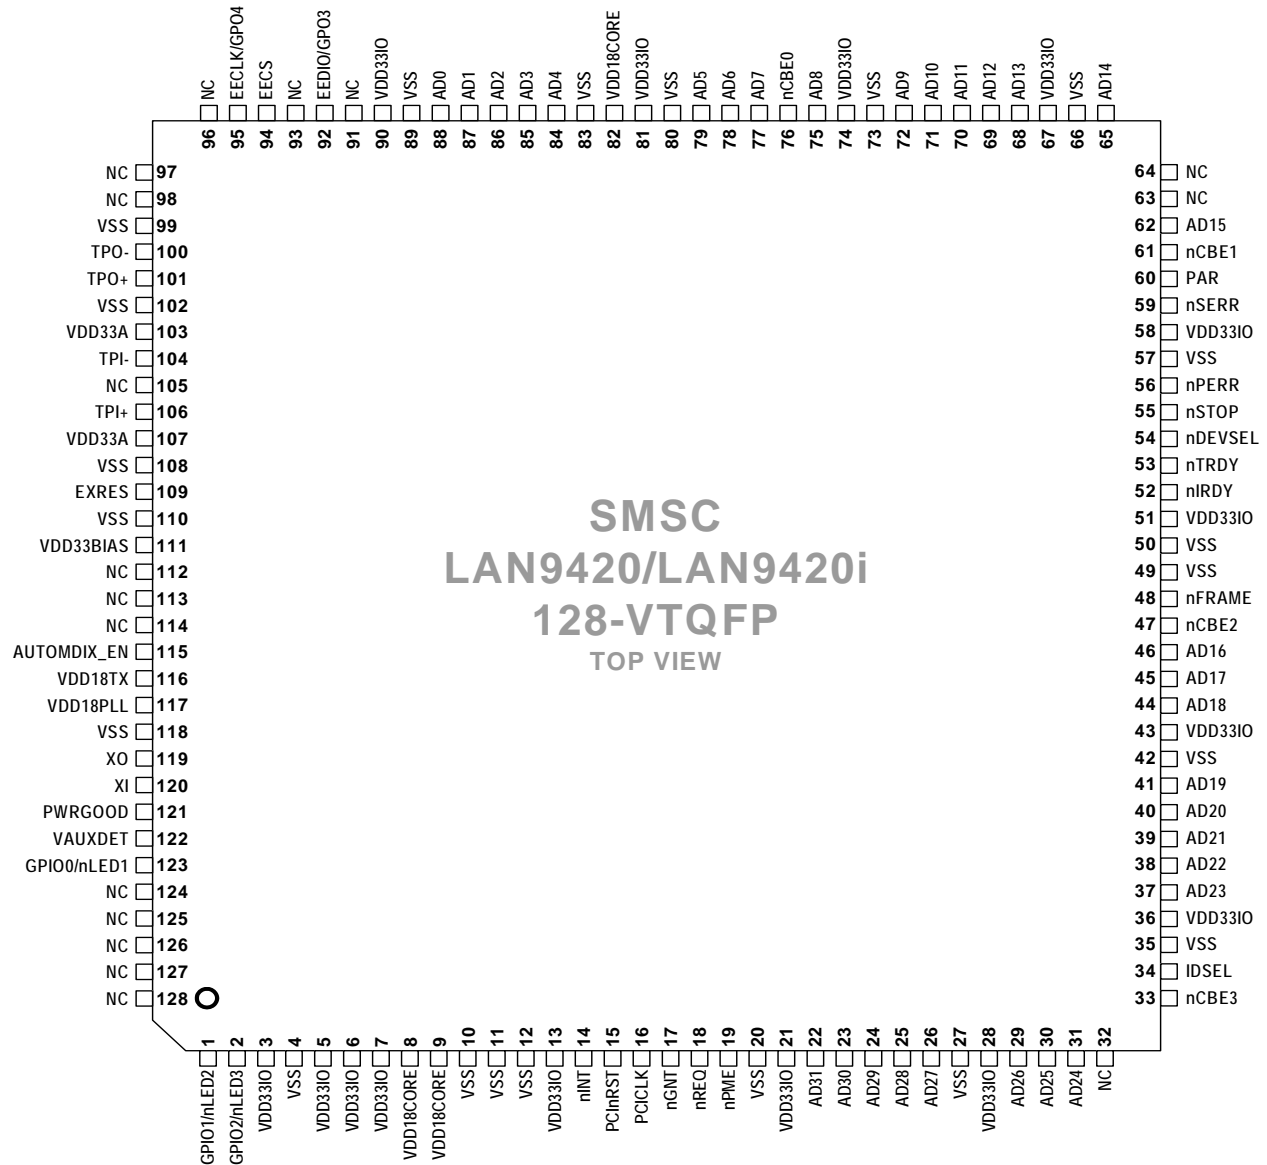 NC
EECLK/GPO4
EECS
NC
EEDIO/GPO3
NC
VDD33IO
VSS
AD0
AD1
AD2
AD3
AD4
VSS
VDD18CORE
VDD33IO
VSS
AD5
AD6
AD7
nCBE0
AD8
VDD33IO
VSS
AD9
AD10
AD11
AD12
AD13
VDD33IO
VSS
AD14
96
95
94
93
92
91
90
89
88
87
86
85
84
83
82
81
80
79
78
77
76
75
74
73
72
71
70
69
68
67
66
65
NC 97
NC 98
VSS 99
TPO- 100
TPO+ 101
VSS 102
VDD33A 103
TPI- 104
NC 105
TPI+ 106
VDD33A 107
VSS 108
EXRES 109
VSS 110
VDD33BIAS 111
NC 112
NC 113
NC 114
AUTOMDIX_EN 115
VDD18TX 116
VDD18PLL 117
VSS 118
XO 119
XI 120
PWRGOOD 121
VAUXDET 122
GPIO0/nLED1 123
NC 124
NC 125
NC 126
NC 127
NC 128
SMSC
LAN9420/LAN9420i
128-VTQFP
TOP VIEW
64 NC
63 NC
62 AD15
61 nCBE1
60 PAR
59 nSERR
58 VDD33IO
57 VSS
56 nPERR
55 nSTOP
54 nDEVSEL
53 nTRDY
52 nIRDY
51 VDD33IO
50 VSS
49 VSS
48 nFRAME
47 nCBE2
46 AD16
45 AD17
44 AD18
43 VDD33IO
42 VSS
41 AD19
40 AD20
39 AD21
38 AD22
37 AD23
36 VDD33IO
35 VSS
34 IDSEL
33 nCBE3
1
2
3
4
5
6
7
8
9
10
11
12
13
14
15
16
17
18
19
20
21
22
23
24
25
26
27
28
29
30
31
32
GPIO1/nLED2
GPIO2/nLED3
VDD33IO
VSS
VDD33IO
VDD33IO
VDD33IO
VDD18CORE
VDD18CORE
VSS
VSS
VSS
VDD33IO
nINT
PCInRST
PCICLK
nGNT
nREQ
nPME
VSS
VDD33IO
AD31
AD30
AD29
AD28
AD27
VSS
VDD33IO
AD26
AD25
AD24
NC